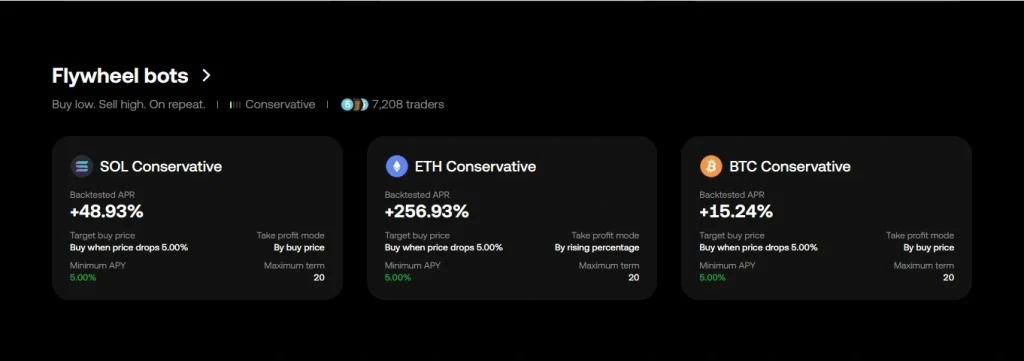 Flywheel bots
Buy low. Sell high. On repeat. | Conservative | 7,208 traders
SOL Conservative
Backtested APR
+48.93%
Target buy price Take profit mode
Buy when price drops 5.00% By buy price
Minimum APY Maximum term
5.00% 20
ETH Conservative
Backtested APR
+256.93%
Target buy price Take profit mode
Buy when price drops 5.00% By rising percentage
Minimum APY Maximum term
5.00% 20
BTC Conservative
Backtested APR
+15.24%
Target buy price Take profit mode
Buy when price drops 5.00% By buy price
Minimum APY Maximum term
5.00% 20